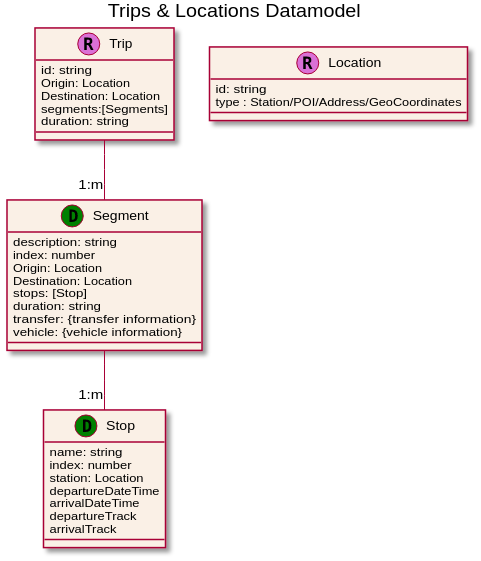 Trips & Locations Datamodel
R Trip
id: string
Origin: Location
Destination: Location
segments:[Segments]
duration: string
R Location
id: string
type : Station/POI/Address/GeoCoordinates
1:m
D Segment
description: string
index: number
Origin: Location
Destination: Location
stops: [Stop]
duration: string
transfer: {transfer information}
vehicle: {vehicle information}
1:m
D Stop
name: string
index: number
station: Location
departureDateTime
arrivalDateTime
departureTrack
arrivalTrack